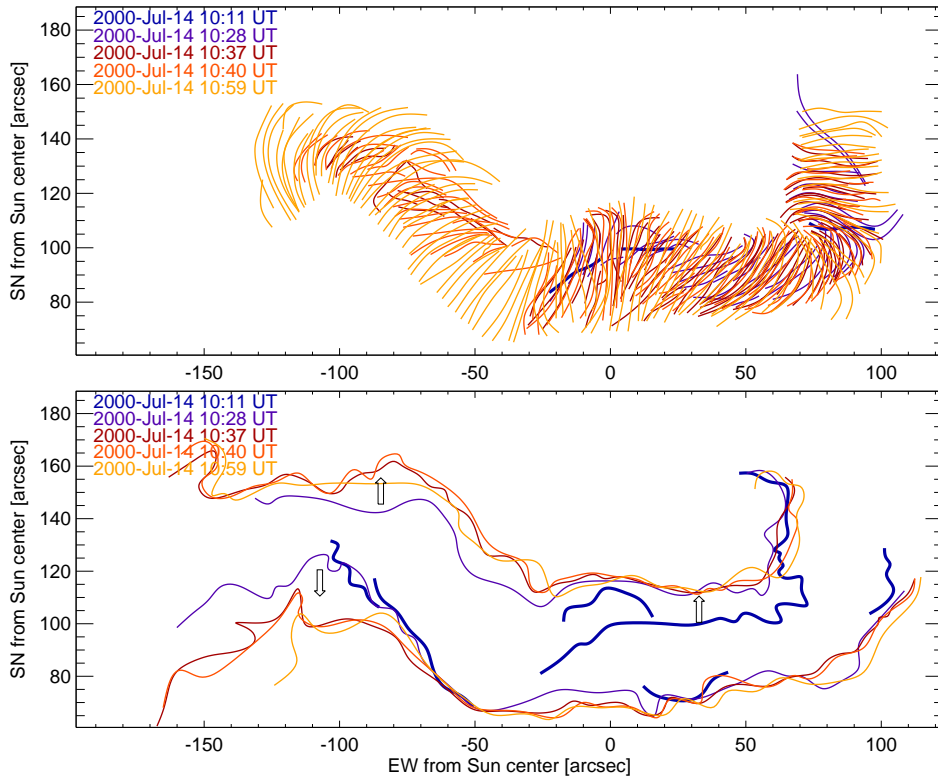 2000-Jul-14 10:11 UT
2000-Jul-14 10:28 UT
2000-Jul-14 10:37 UT
2000-Jul-14 10:40 UT
2000-Jul-14 10:59 UT
SN from Sun center [arcsec]
180
160
140
120
100
80
-150 -100 -50 0 50 100
2000-Jul-14 10:11 UT
2000-Jul-14 10:28 UT
2000-Jul-14 10:37 UT
2000-Jul-14 10:40 UT
2000-Jul-14 10:59 UT
SN from Sun center [arcsec]
180
160
140
120
100
80
-150 -100 -50 0 50 100
EW from Sun center [arcsec]